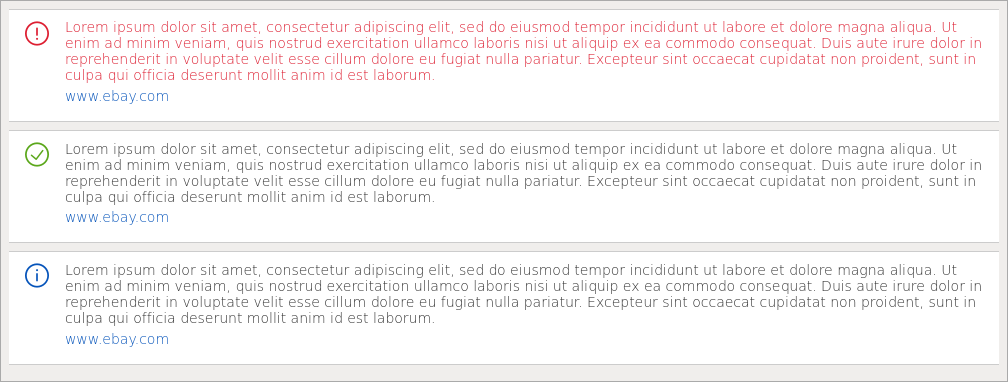 Lorem ipsum dolor sit amet, consectetur adipiscing elit, sed do eiusmod tempor incididunt ut labore et dolore magna aliqua. Ut
enim ad minim veniam, quis nostrud exercitation ullamco laboris nisi ut aliquip ex ea commodo consequat. Duis aute irure dolor in
reprehenderit in voluptate velit esse cillum dolore eu fugiat nulla pariatur. Excepteur sint occaecat cupidatat non proident, sunt in
culpa qui officia deserunt mollit anim id est laborum.
www.ebay.com
Lorem ipsum dolor sit amet, consectetur adipiscing elit, sed do eiusmod tempor incididunt ut labore et dolore magna aliqua. Ut
enim ad minim veniam, quis nostrud exercitation ullamco laboris nisi ut aliquip ex ea commodo consequat. Duis aute irure dolor in
reprehenderit in voluptate velit esse cillum dolore eu fugiat nulla pariatur. Excepteur sint occaecat cupidatat non proident, sunt in
culpa qui officia deserunt mollit anim id est laborum.
www.ebay.com
Lorem ipsum dolor sit amet, consectetur adipiscing elit, sed do eiusmod tempor incididunt ut labore et dolore magna aliqua. Ut
enim ad minim veniam, quis nostrud exercitation ullamco laboris nisi ut aliquip ex ea commodo consequat. Duis aute irure dolor in
reprehenderit in voluptate velit esse cillum dolore eu fugiat nulla pariatur. Excepteur sint occaecat cupidatat non proident, sunt in
culpa qui officia deserunt mollit anim id est laborum.
www.ebay.com